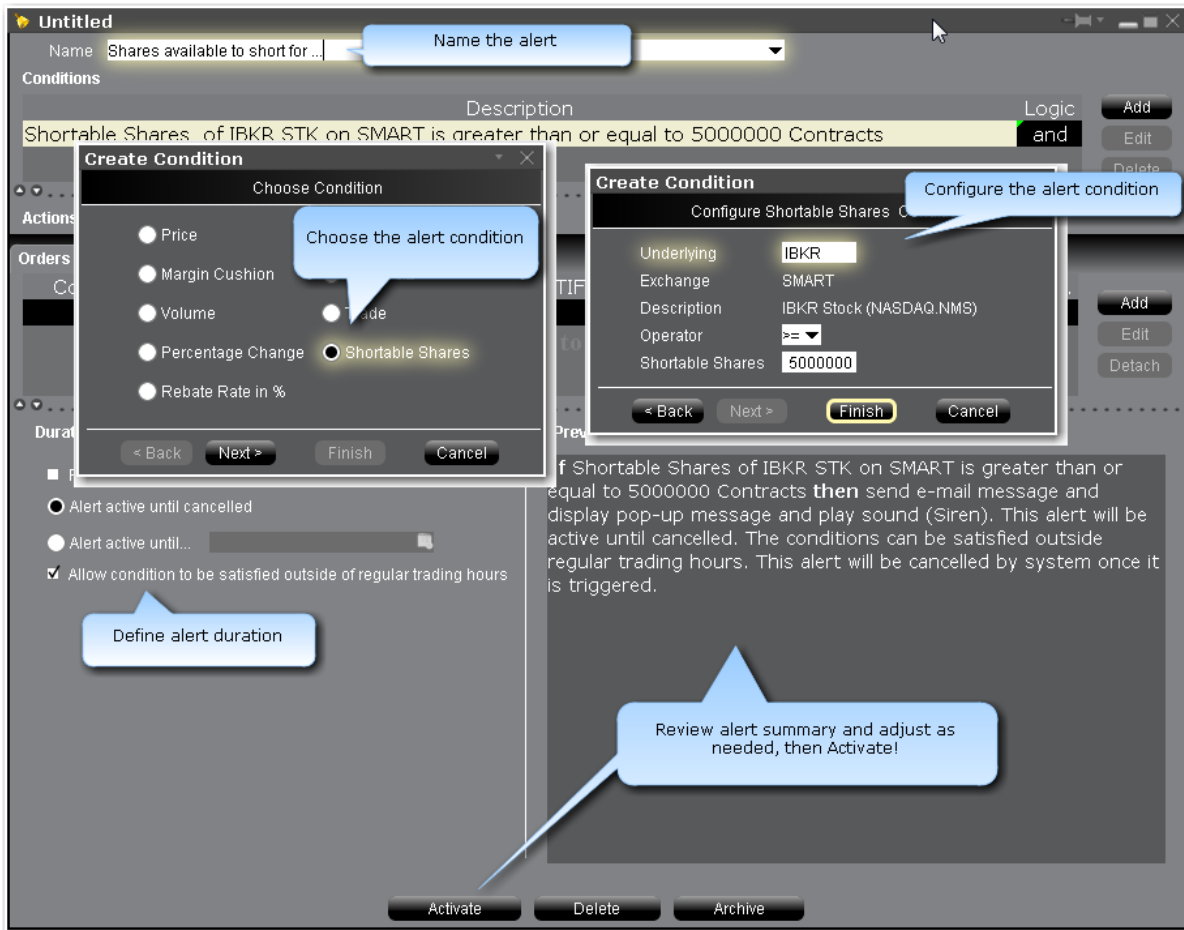 Untitled
Name Shares available to short for ...
Name the alert
Conditions
Description Logic Add
Shortable Shares of IBKR STK on SMART is greater than or equal to 5000000 Contracts and Edit
Delete
Create Condition
Choose Condition
Price
Margin Cushion
Volume
Trade
Percentage Change Shortable Shares
Rebate Rate in %
< Back Next > Finish Cancel
Choose the alert condition
Create Condition
Configure Shortable Shares
Configure the alert condition
Underlying IBKR
Exchange SMART
Description IBKR Stock (NASDAQ.NMS)
Operator >=
Shortable Shares 5000000
< Back Next > Finish Cancel
Actions
Orders
TIF
to
Add
Edit
Detach
Alert active until cancelled
Alert active until...
Allow condition to be satisfied outside of regular trading hours
Define alert duration
If Shortable Shares of IBKR STK on SMART is greater than or
equal to 5000000 Contracts then send e-mail message and
display pop-up message and play sound (Siren). This alert will be
active until cancelled. The conditions can be satisfied outside
regular trading hours. This alert will be cancelled by system once it
is triggered.
Review alert summary and adjust as
needed, then Activate!
Activate Delete Archive